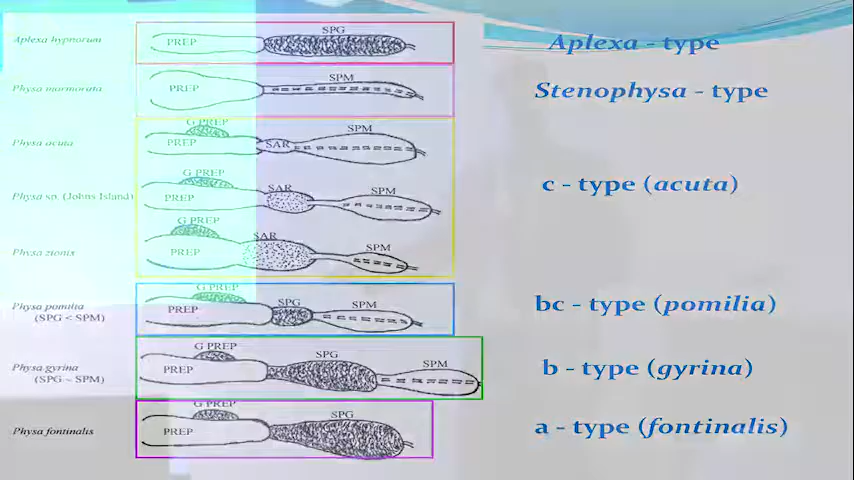 Aplexa hypnorum
PREP
SPG
Aplexa - type
Physa marmorata
PREP
SPM
Stenophysa - type
Physa acuta
G PREP
PREP
SAR
SPM
Physa sp. (Johns Island)
G PREP
PREP
SAR
SPM
c - type (acuta)
Physa zionis
G PREP
PREP
SAR
SPM
Physa pomilia
(SPG < SPM)
G PREP
PREP
SPG
SPM
bc - type (pomilia)
Physa gyrina
(SPG ~ SPM)
G PREP
PREP
SPG
SPM
b - type (gyrina)
Physa fontinalis
G PREP
PREP
SPG
a - type (fontinalis)